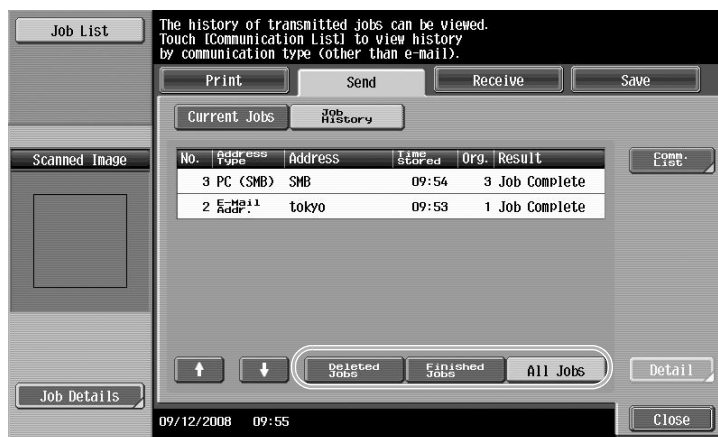 Job List
The history of transmitted jobs can be viewed.
Touch [Communication List] to view history
by communication type (other than e-mail).
Print Send Receive Save
Current Jobs Job History
Scanned Image
No. Address Type Address Time Stored Org. Result
Comm. List
3 PC (SMB) SMB 09:54 3 Job Complete
2 E-Mail Addr. tokyo 09:53 1 Job Complete
Deleted Jobs Finished Jobs All Jobs Detail
Job Details
09/12/2008 09:55 Close